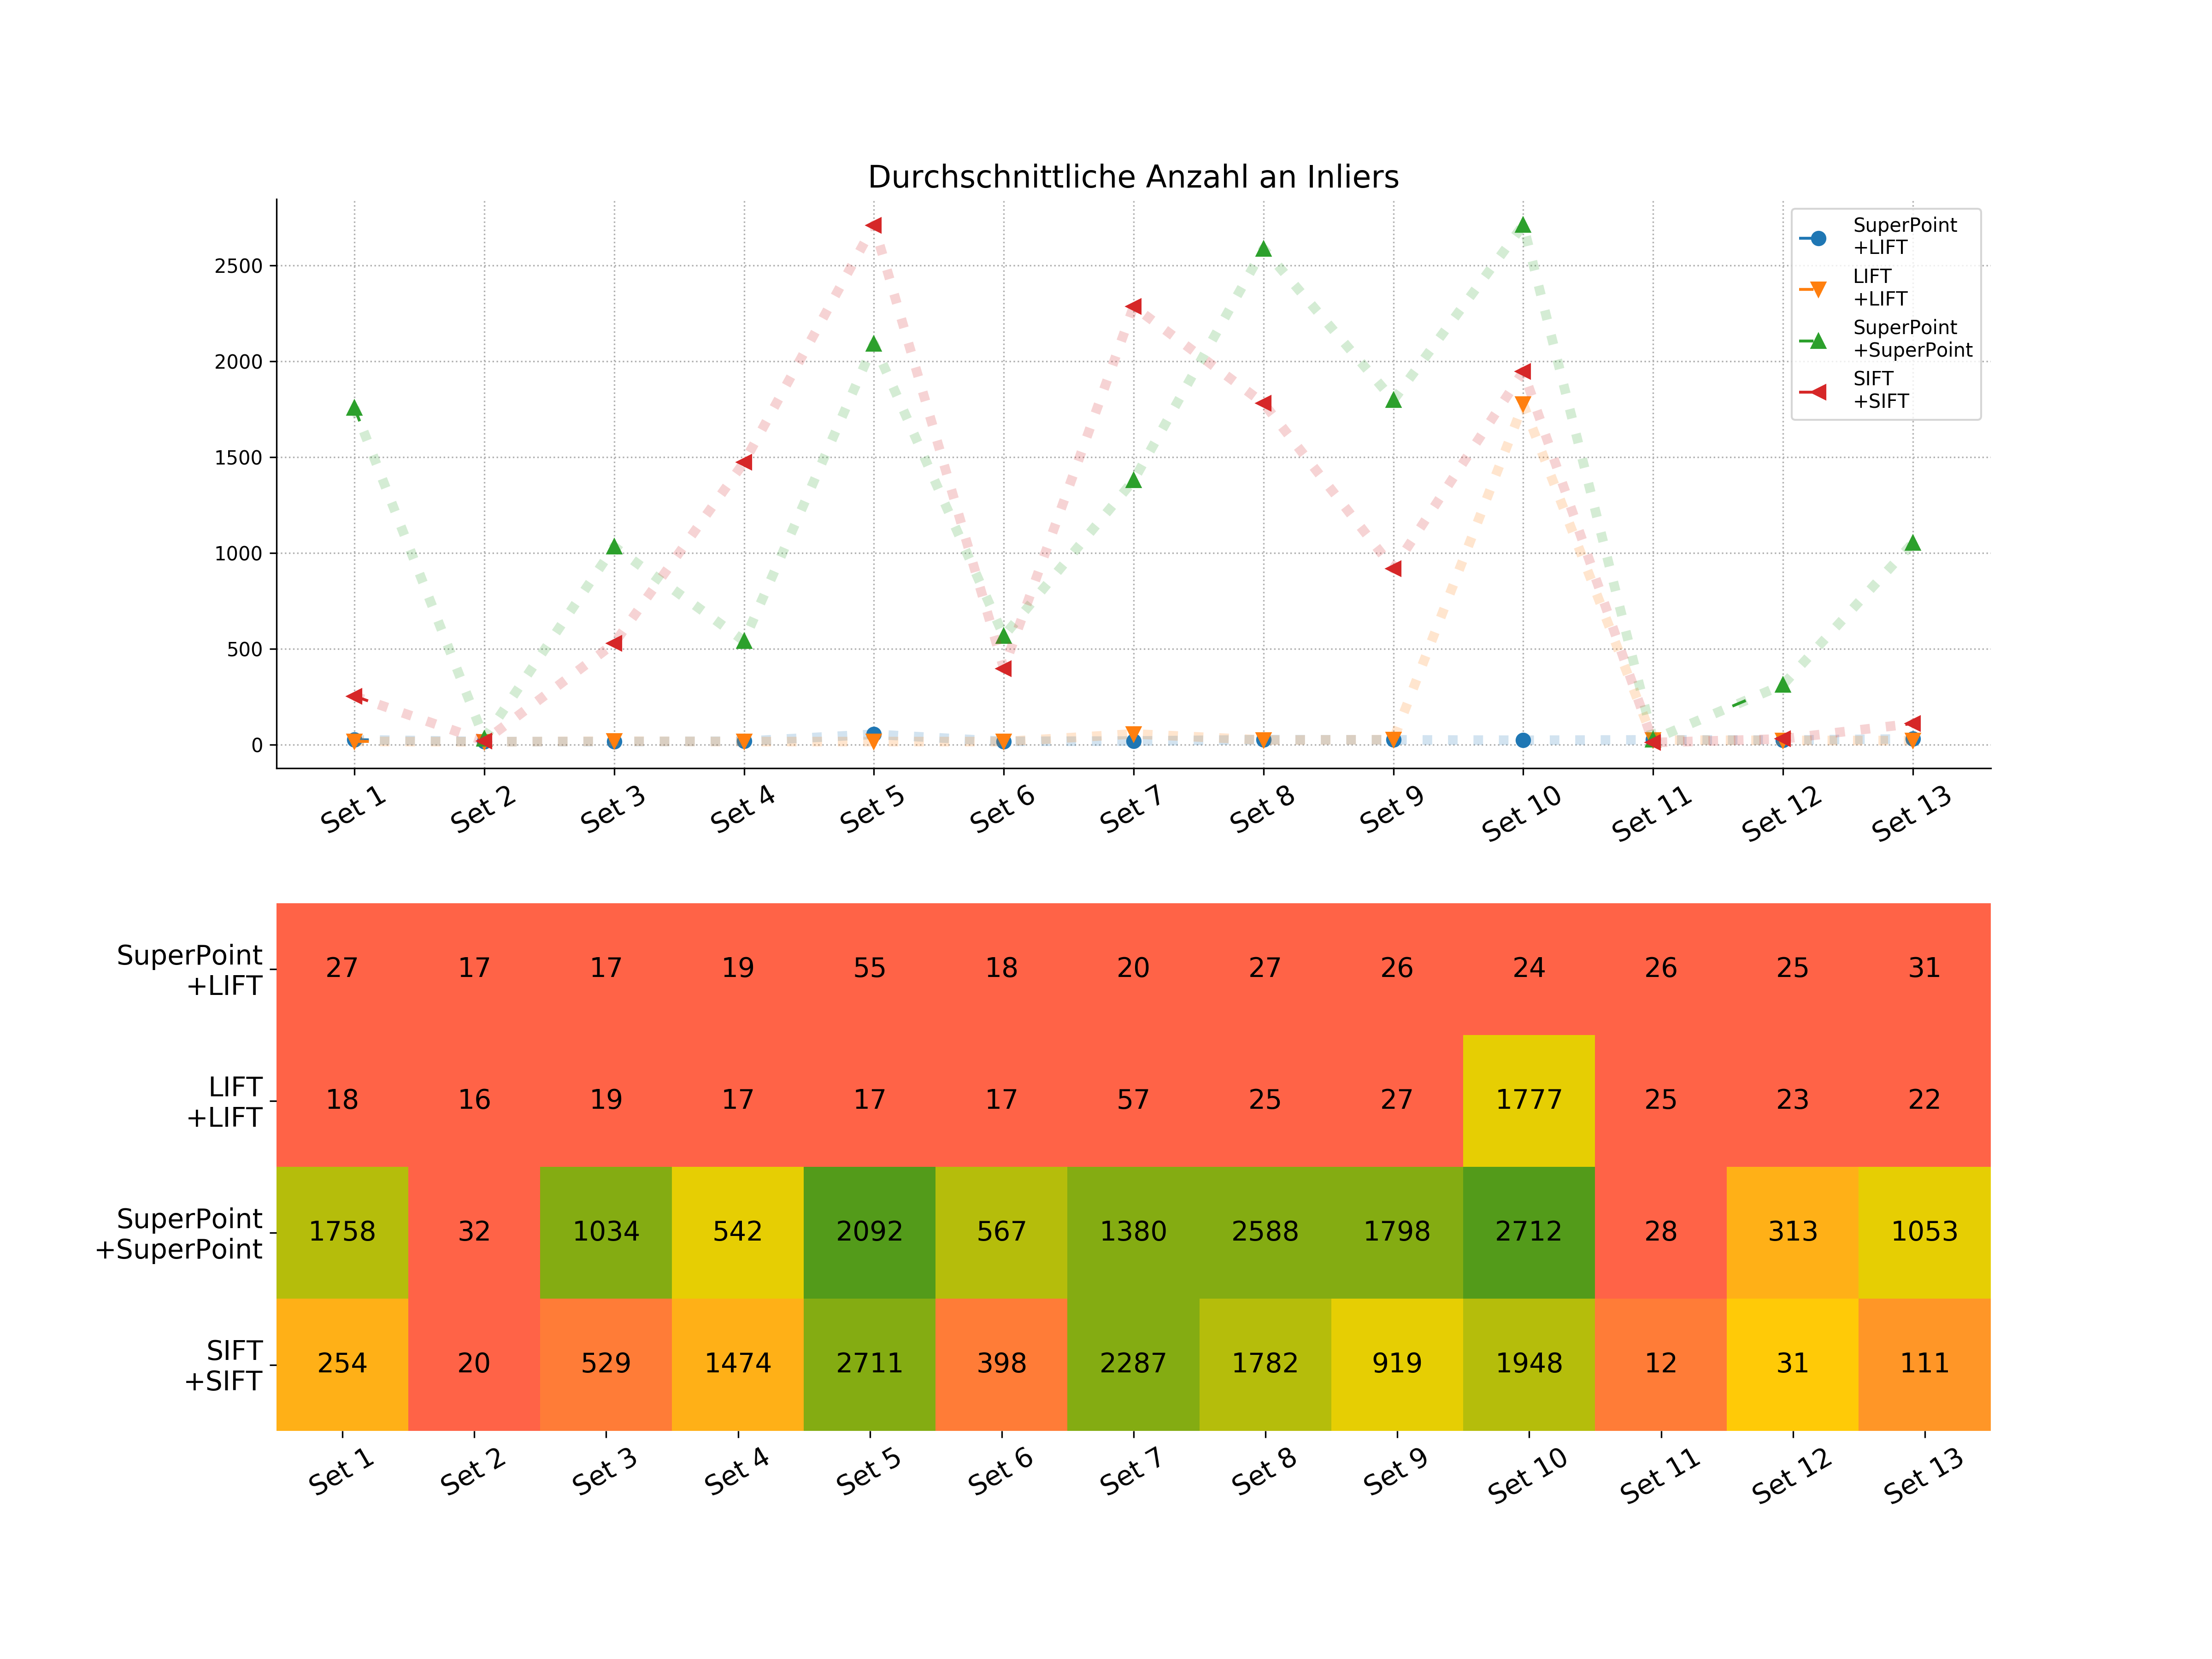 Durchschnittliche Anzahl an Inliers
2500
2000
1500
1000
500
0
SuperPoint
+LIFT
LIFT
+LIFT
SuperPoint
+SuperPoint
SIFT
+SIFT
Set 1 Set 2 Set 3 Set 4 Set 5 Set 6 Set 7 Set 8 Set 9 Set 10 Set 11 Set 12 Set 13
SuperPoint
+LIFT
27 17 17 19 55 18 20 27 26 24 26 25 31
LIFT
+LIFT
18 16 19 17 17 17 57 25 27 1777 25 23 22
SuperPoint
+SuperPoint
1758 32 1034 542 2092 567 1380 2588 1798 2712 28 313 1053
SIFT
+SIFT
254 20 529 1474 2711 398 2287 1782 919 1948 12 31 111
Set 1 Set 2 Set 3 Set 4 Set 5 Set 6 Set 7 Set 8 Set 9 Set 10 Set 11 Set 12 Set 13